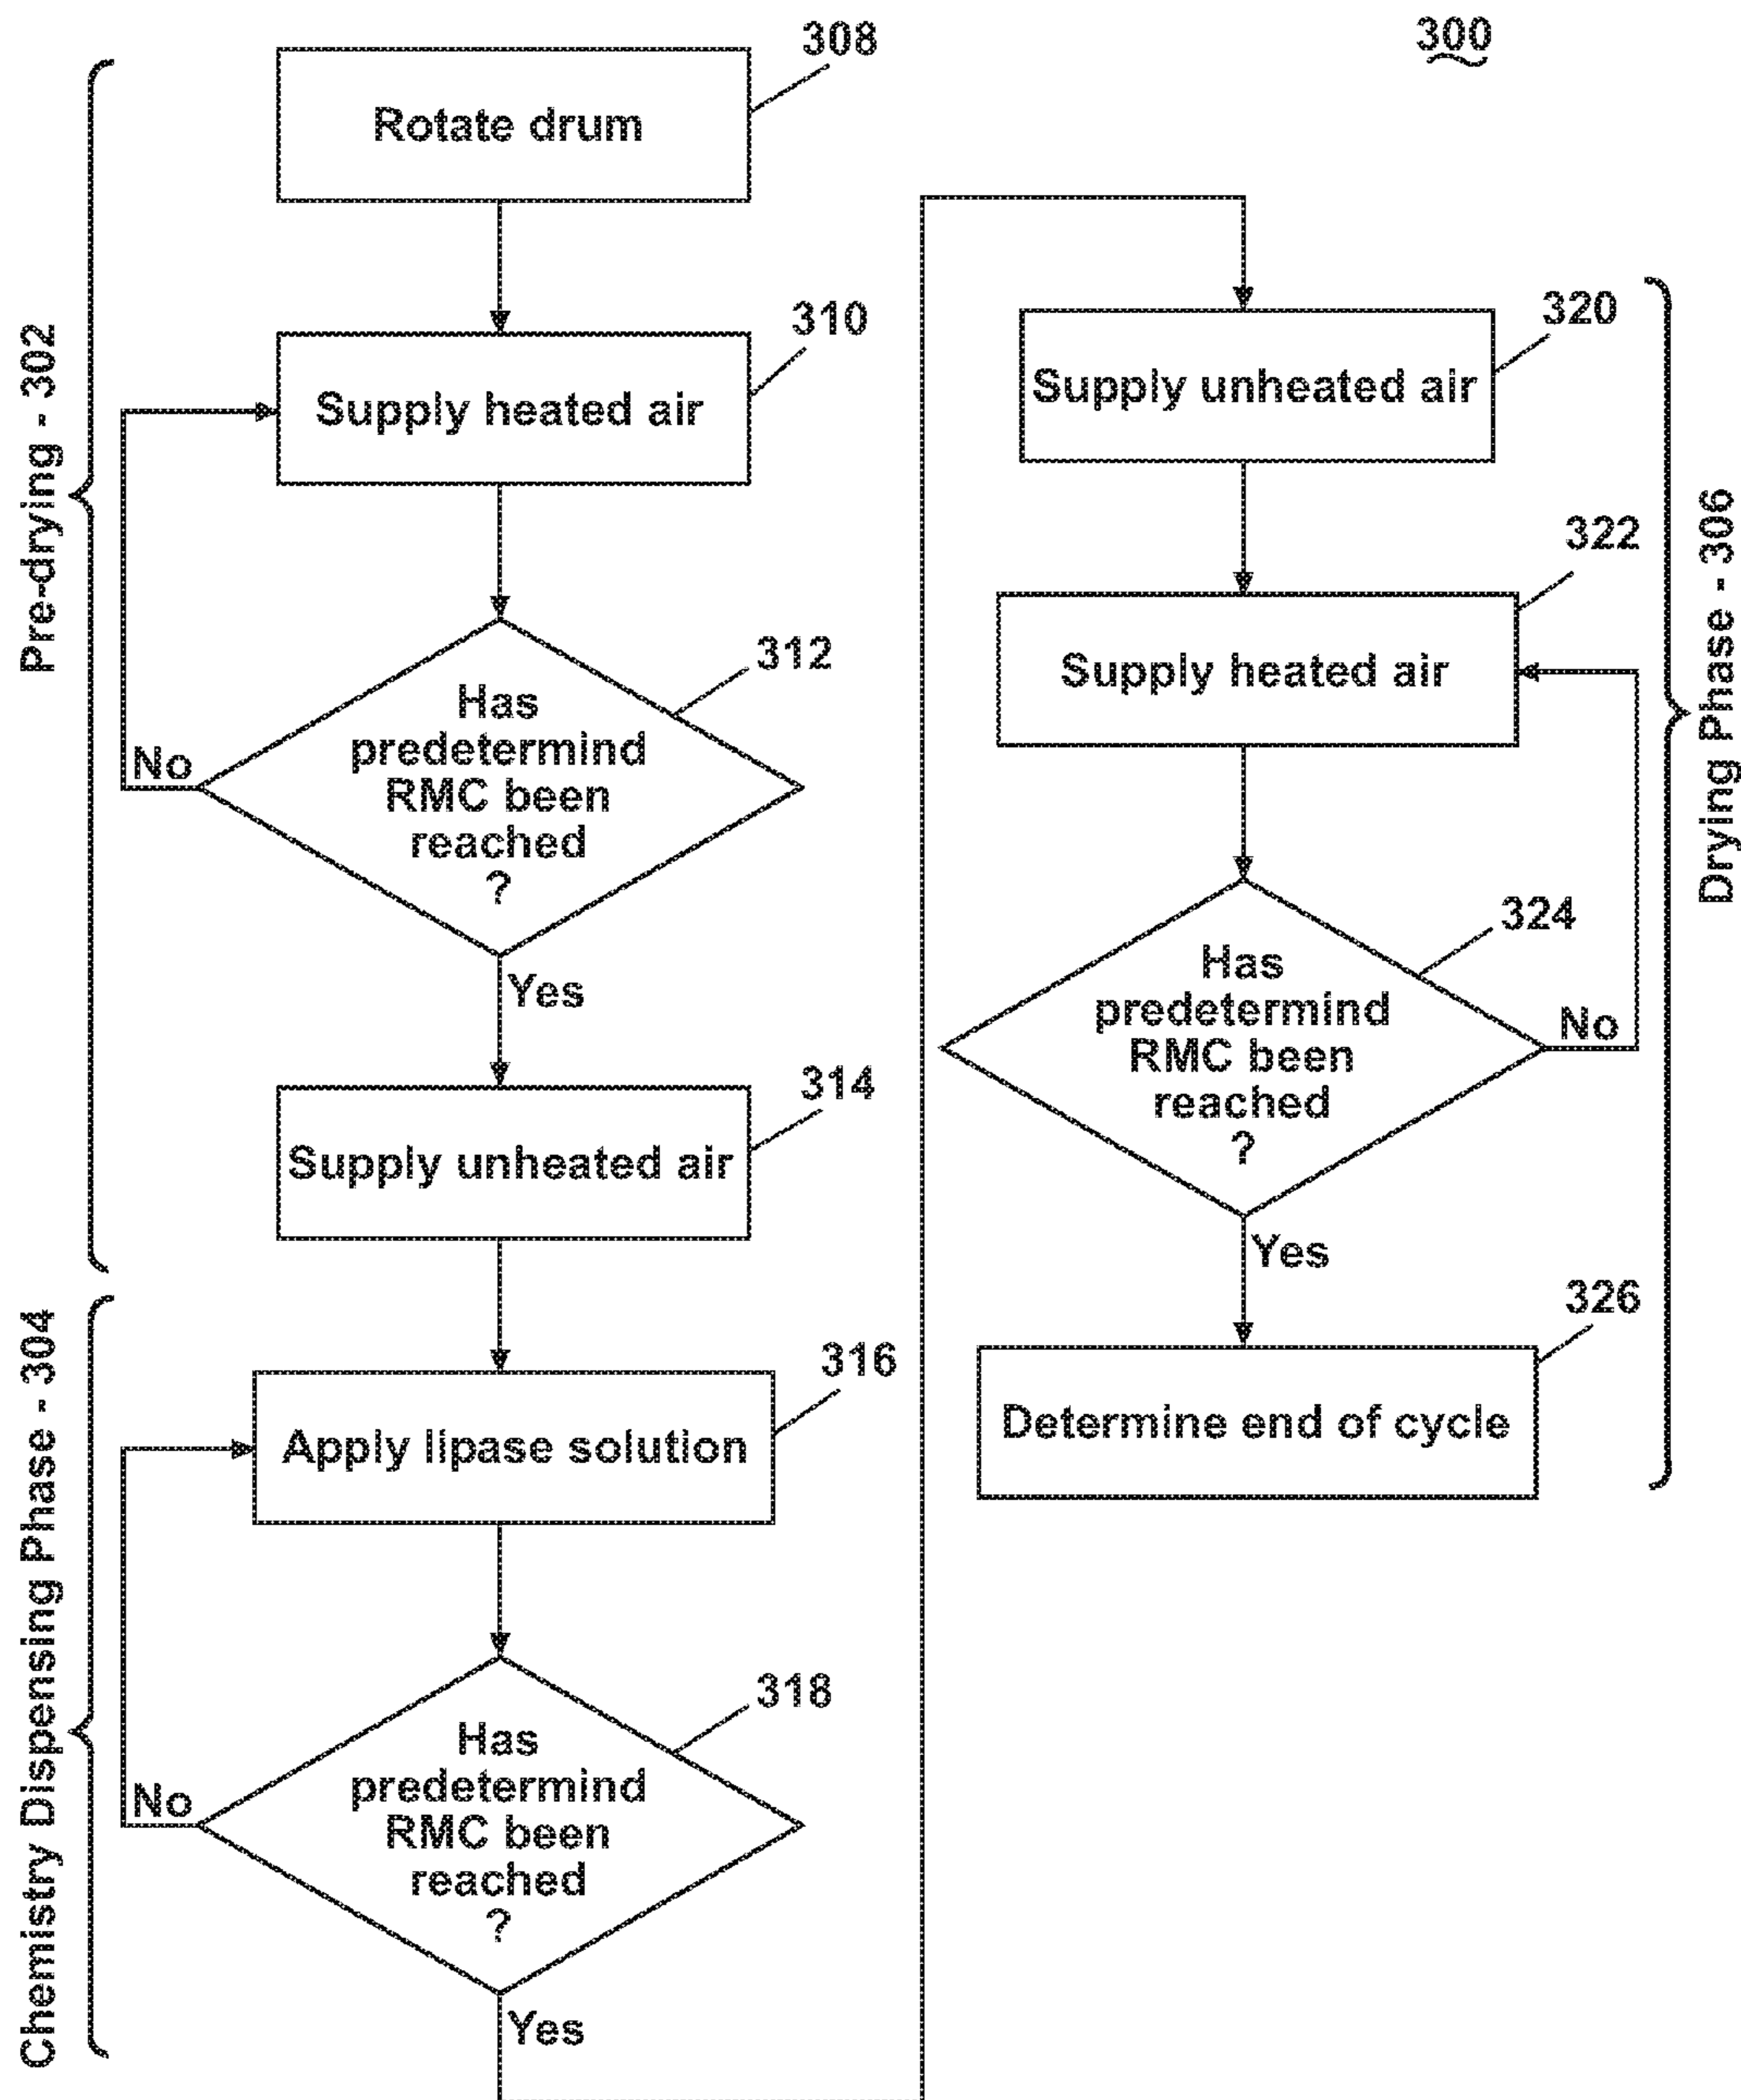 300
Pre-drying - 302
308
Rotate drum
310
Supply heated air
312
Has
predetermind
RMC been
reached
?
No
Yes
314
Supply unheated air
Chemistry Dispensing Phase - 304
316
Apply lipase solution
318
Has
predetermind
RMC been
reached
?
No
Yes
Drying Phase - 306
320
Supply unheated air
322
Supply heated air
324
Has
predetermind
RMC been
reached
?
No
Yes
326
Determine end of cycle